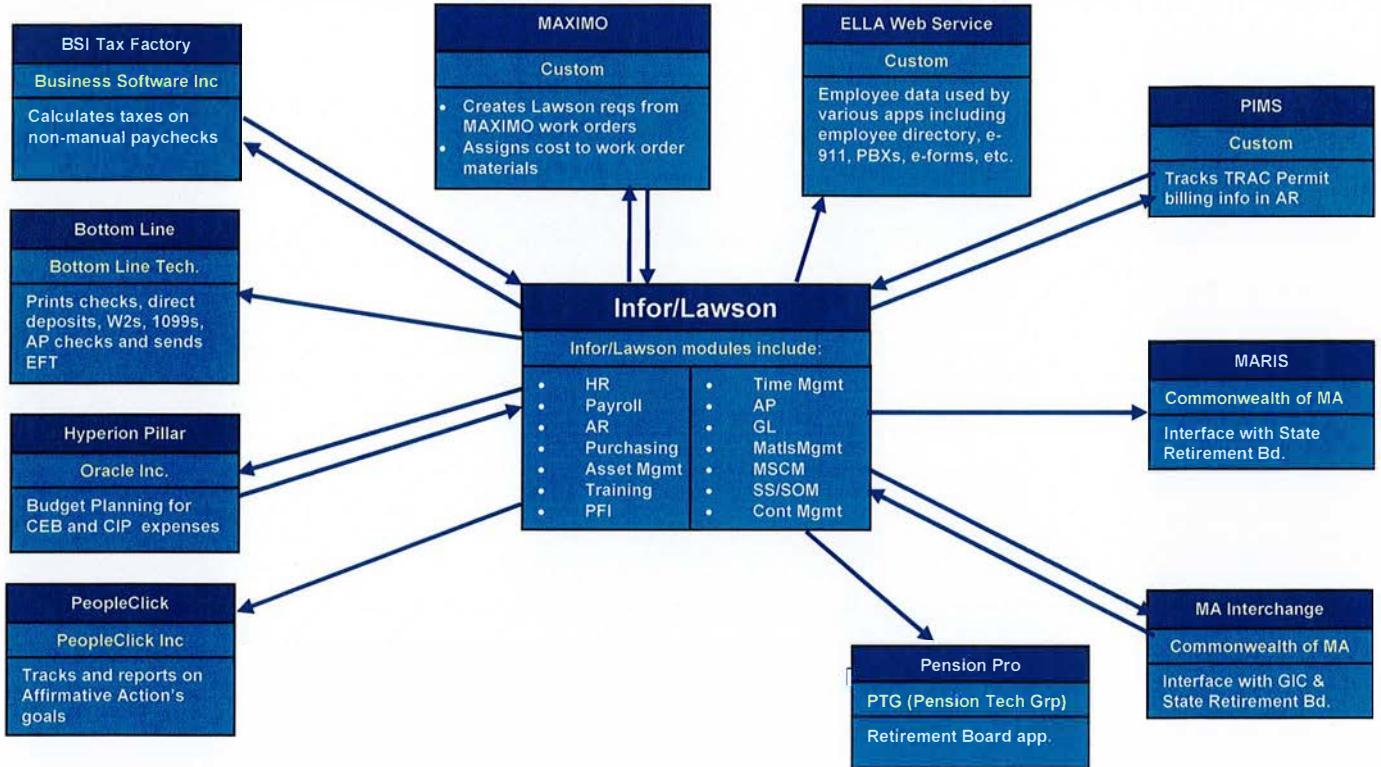 BSI Tax Factory
Business Software Inc
Calculates taxes on
non-manual paychecks
MAXIMO
Custom
• Creates Lawson reqs from
MAXIMO work orders
• Assigns cost to work order
materials
ELLA Web Service
Custom
Employee data used by
various apps including
employee directory, e-
911, PBXs, e-forms, etc.
PIMS
Custom
Tracks TRAC Permit
billing info in AR
Bottom Line
Bottom Line Tech.
Prints checks, direct
deposits, W2s, 1099s,
AP checks and sends
EFT
Infor/Lawson
Infor/Lawson modules include:
• HR
• Payroll
• AR
• Purchasing
• Asset Mgmt
• Training
• PFI
• Time Mgmt
• AP
• GL
• MatlsMgmt
• MSCM
• SS/SOM
• Cont Mgmt
MARIS
Commonwealth of MA
Interface with State
Retirement Bd.
Hyperion Pillar
Oracle Inc.
Budget Planning for
CEB and CIP expenses
PeopleClick
PeopleClick Inc
Tracks and reports on
Affirmative Action's
goals
Pension Pro
PTG (Pension Tech Grp)
Retirement Board app.
MA Interchange
Commonwealth of MA
Interface with GIC &
State Retirement Bd.